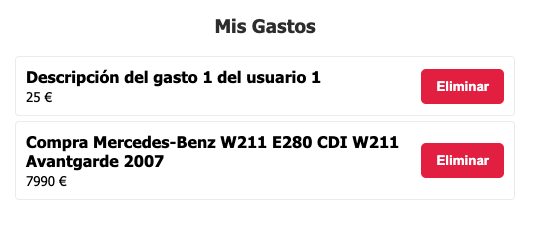 Mis Gastos
Descripción del gasto 1 del usuario 1
25 €
Eliminar
Compra Mercedes-Benz W211 E280 CDI W211
Avantgarde 2007
7990 €
Eliminar